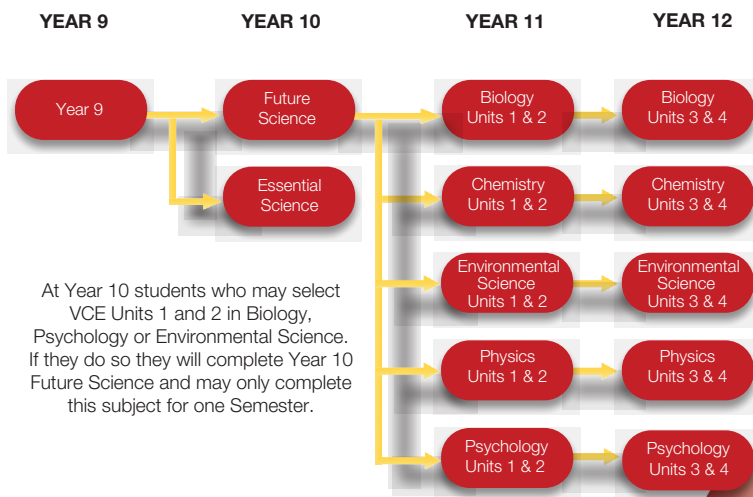 YEAR 9 YEAR 10 YEAR 11 YEAR 12
Year 9
Future
Science
Biology
Units 1 & 2
Biology
Units 3 & 4
Essential
Science
Chemistry
Units 1 & 2
Chemistry
Units 3 & 4
Environmental
Science
Units 1 & 2
Environmental
Science
Units 3 & 4
At Year 10 students who may select
VCE Units 1 and 2 in Biology,
Psychology or Environmental Science.
If they do so they will complete Year 10
Future Science and may only complete
this subject for one Semester.
Physics
Units 1 & 2
Physics
Units 3 & 4
Psychology
Units 1 & 2
Psychology
Units 3 & 4